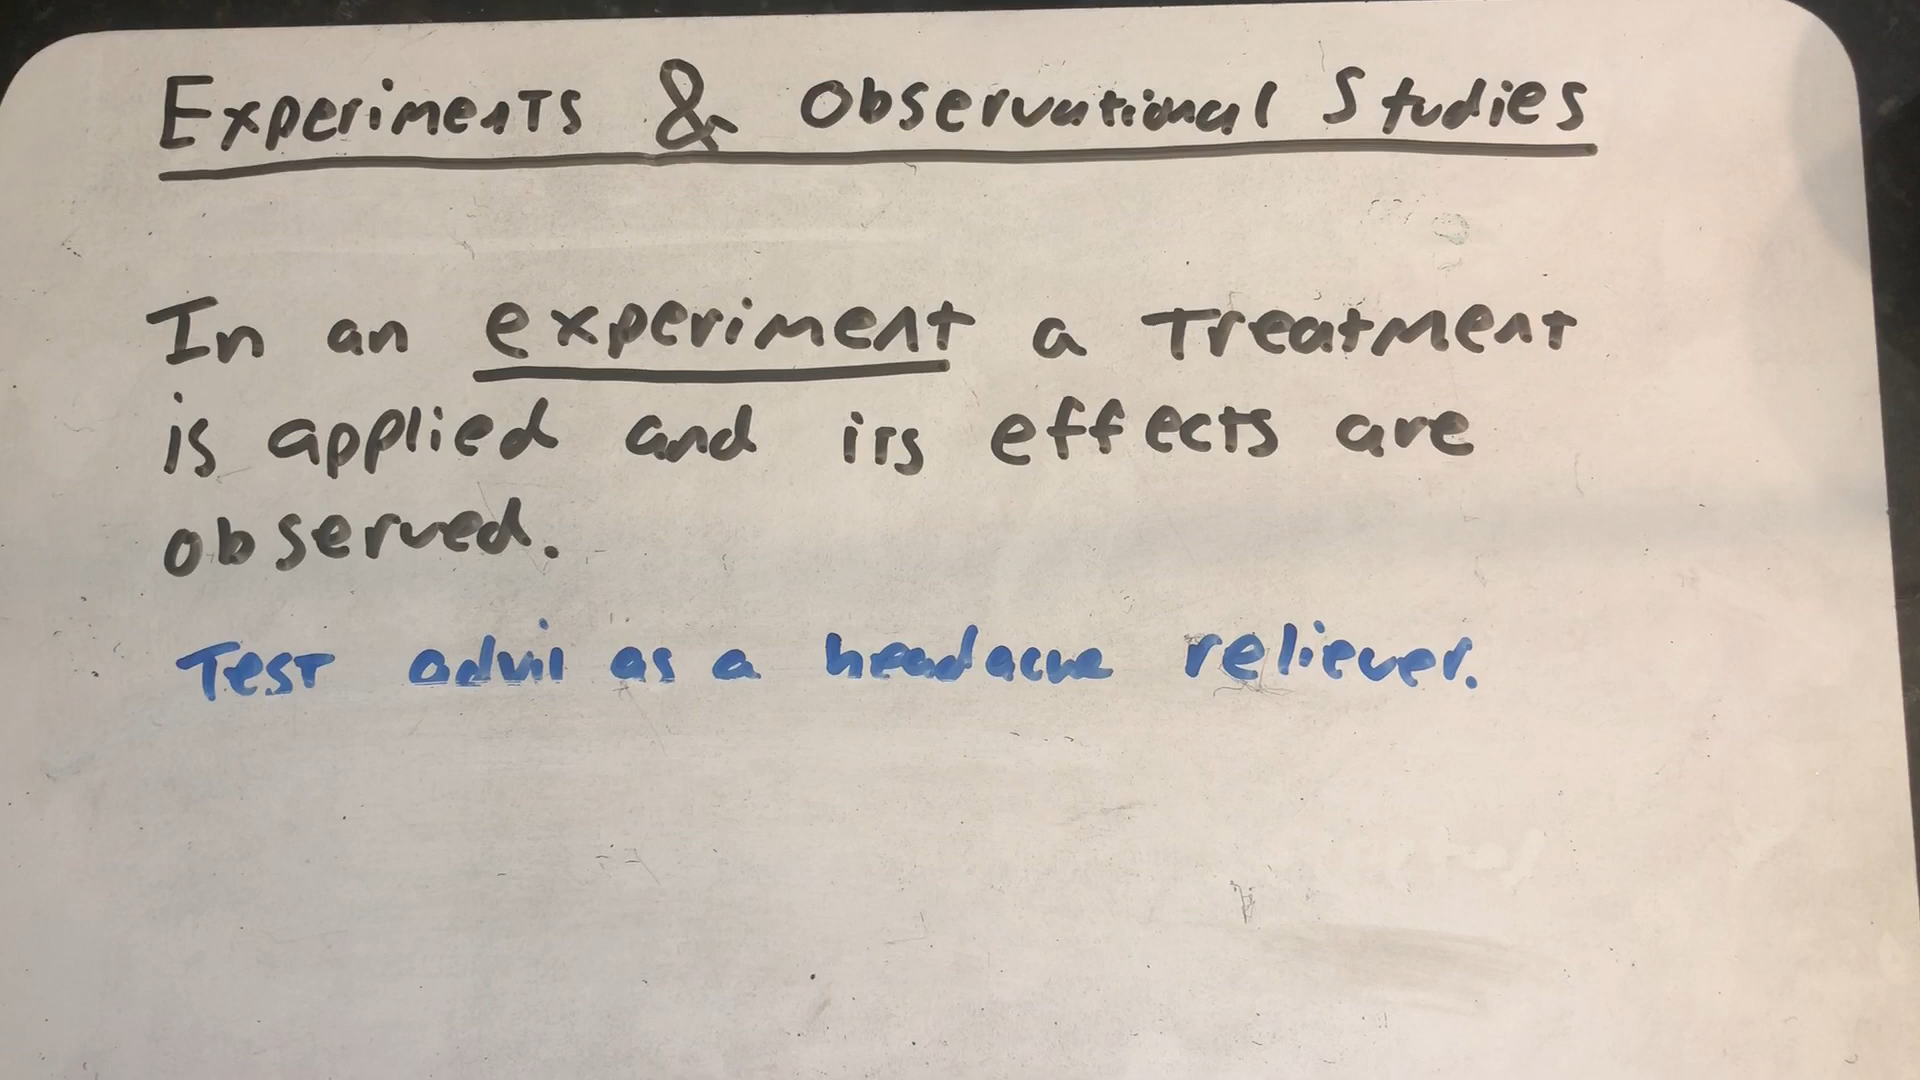 Experiments & Observational Studies
In an experiment a Treatment
is applied and its effects are
observed.
Test advil as a headache reliever.